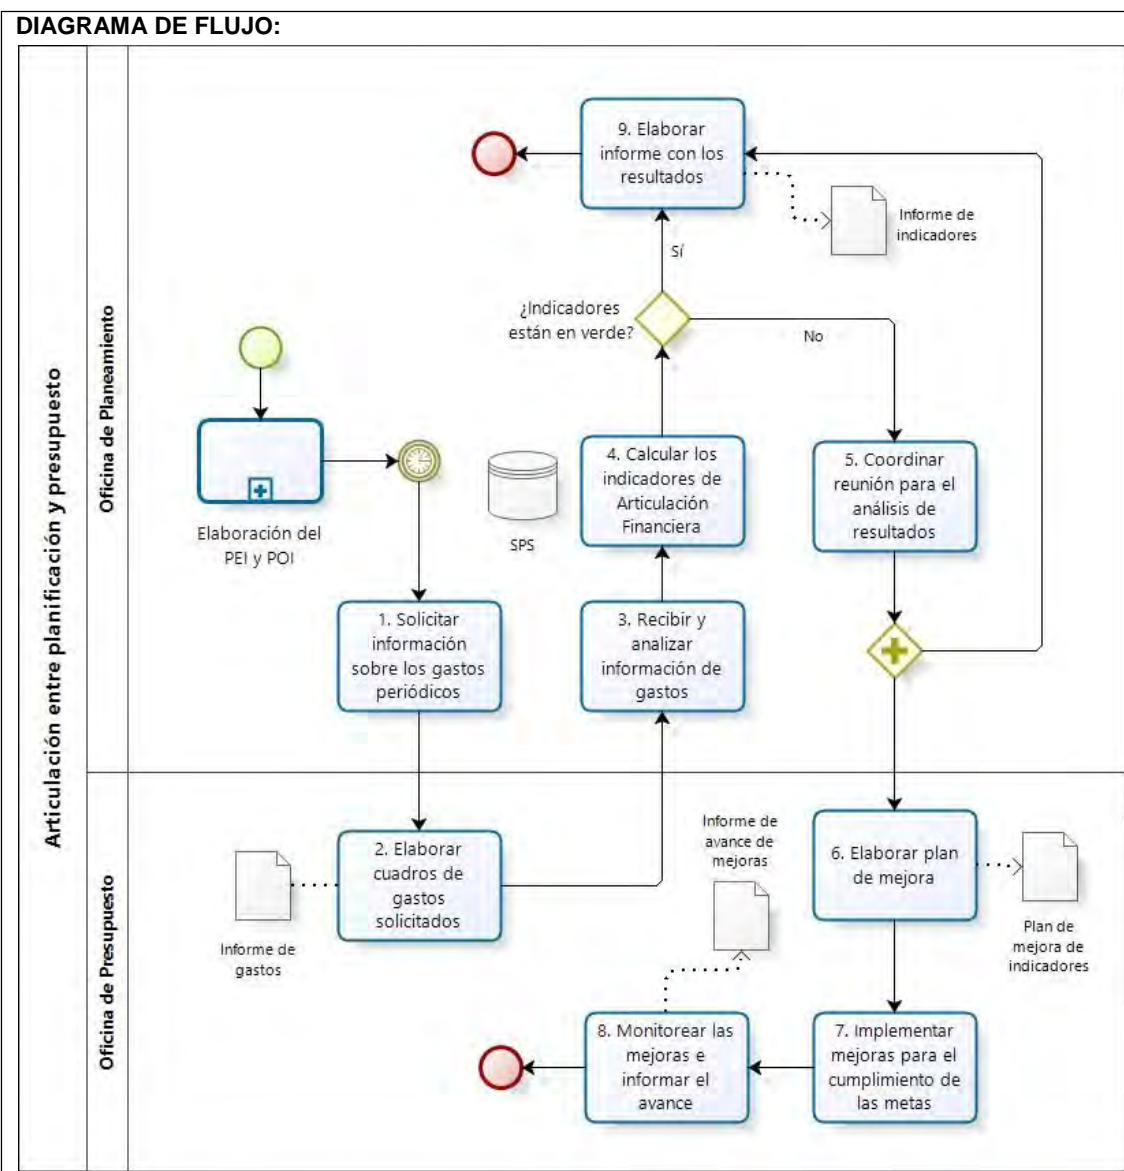 DIAGRAMA DE FLUJO:
Articulación entre planificación y presupuesto
Oficina de Planeamiento
9. Elaborar
informe con los
resultados
Informe de
indicadores
Sí
¿Indicadores
están en verde?
No
Elaboración del
PEI y POI
SPS
4. Calcular los
indicadores de
Articulación
Financiera
5. Coordinar
reunión para el
análisis de
resultados
1. Solicitar
información
sobre los gastos
periódicos
3. Recibir y
analizar
información de
gastos
Oficina de Presupuesto
2. Elaborar
cuadros de
gastos
solicitados
Informe de
gastos
Informe de
avance de
mejoras
6. Elaborar plan
de mejora
Plan de
mejora de
indicadores
8. Monitorear las
mejoras e
informar el
avance
7. Implementar
mejoras para el
cumplimiento de
las metas